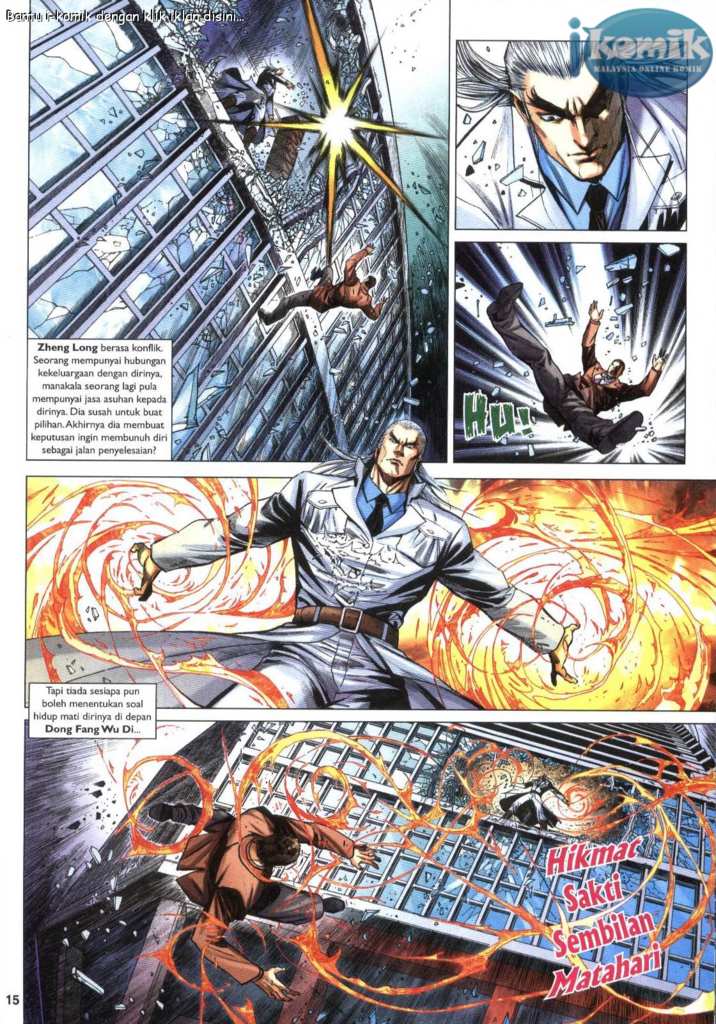 Bantu i-komik dengan klik iklan disini...
ikomik
MALAYSIA ONLINE KOMIK
Zheng Long berasa konflik.
Seorang mempunyai hubungan
kekeluargaan dengan dirinya,
manakala seorang lagi pula
mempunyai jasa asuhan kepada
dirinya. Dia susah untuk buat
pilihan. Akhirnya dia membuat
keputusan ingin membunuh diri
sebagai jalan penyelesaian?
HU!
Tapi tiada sesiapa pun
boleh menentukan soal
hidup mati dirinya di depan
Dong Fang Wu Di...
Hikmat
Sakti
Sembilan
Matahari
15